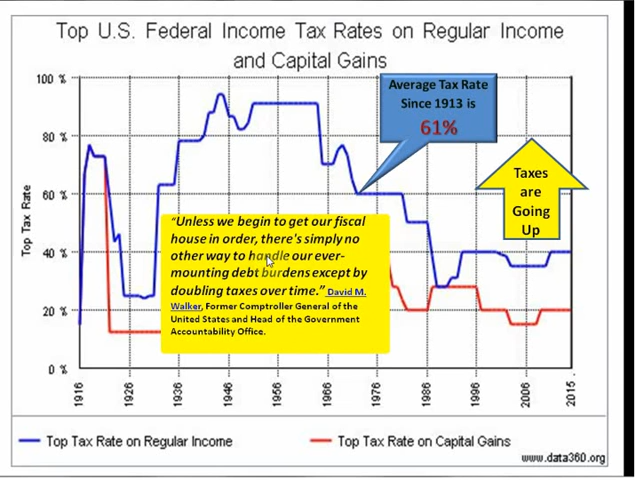 Top U.S. Federal Income Tax Rates on Regular Income
and Capital Gains
100 %
80 %
60 %
40 %
20 %
0 %
Top Tax Rate
Average Tax Rate
Since 1913 is
61%
Taxes
are
Going
Up
"Unless we begin to get our fiscal
house in order, there's simply no
other way to handle our ever-
mounting debt burdens except by
doubling taxes over time." David M.
Walker, Former Comptroller General of the
United States and Head of the Government
Accountability Office.
1916
1926
1936
1946
1956
1966
1976
1986
1996
2006
2015
Top Tax Rate on Regular Income
Top Tax Rate on Capital Gains
www.data360.org